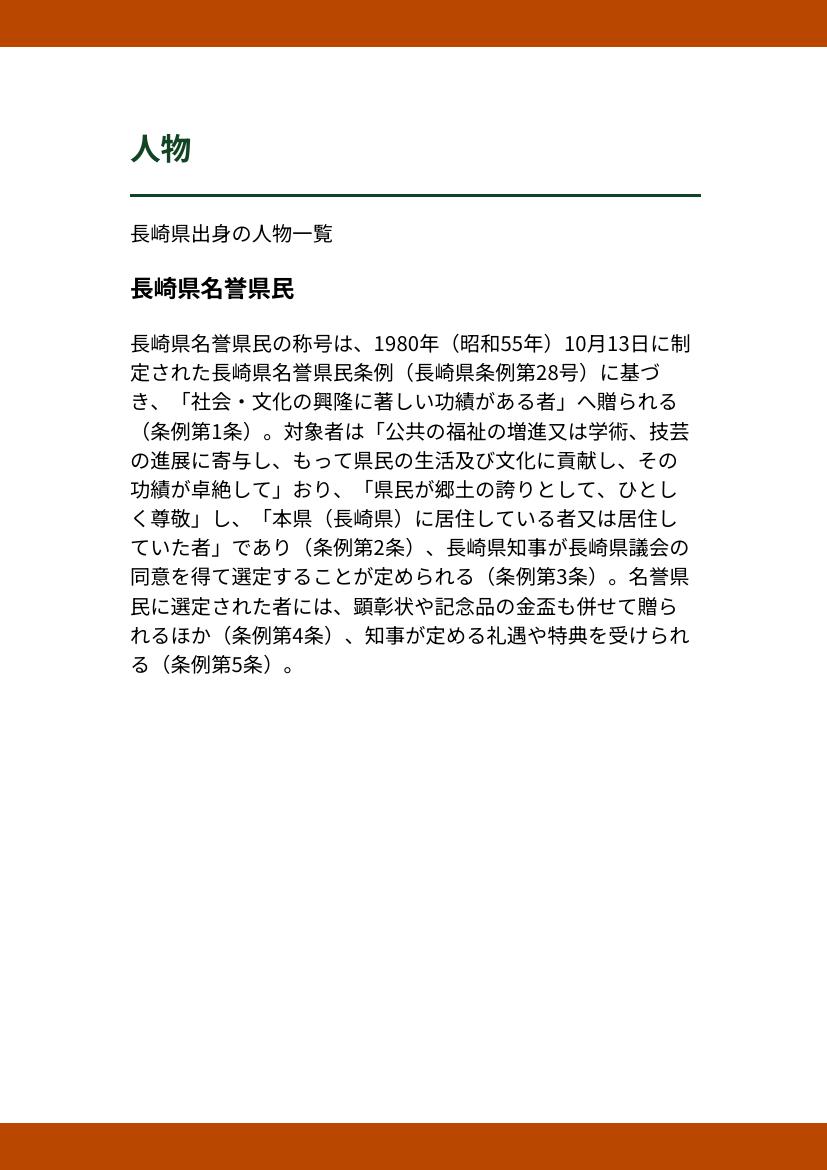 人物
長崎県出身の人物一覧
長崎県名誉県民
長崎県名誉県民の称号は、1980年（昭和55年）10月13日に制
定された長崎県名誉県民条例（長崎県条例第28号）に基づ
き、「社会・文化の興隆に著しい功績がある者」へ贈られる
（条例第1条）。対象者は「公共の福祉の増進又は学術、技芸
の進展に寄与し、もって県民の生活及び文化に貢献し、その
功績が卓絶して」おり、「県民が郷土の誇りとして、ひとし
く尊敬」し、「本県（長崎県）に居住している者又は居住し
ていた者」であり（条例第2条）、長崎県知事が長崎県議会の
同意を得て選定することが定められる（条例第3条）。名誉県
民に選定された者には、顕彰状や記念品の金盃も併せて贈ら
れるほか（条例第4条）、知事が定める礼遇や特典を受けられ
る（条例第5条）。